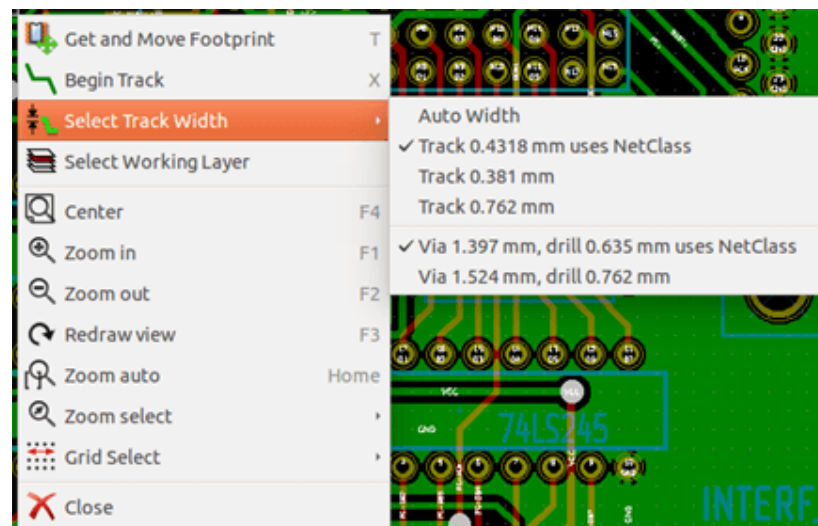 Get and Move Footprint T
Begin Track X
Select Track Width
Select Working Layer
Center F4
Zoom in F1
Zoom out F2
Redraw view F3
Zoom auto Home
Zoom select
Grid Select
Close
Auto Width
Track 0.4318 mm uses NetClass
Track 0.381 mm
Track 0.762 mm
Via 1.397 mm, drill 0.635 mm uses NetClass
Via 1.524 mm, drill 0.762 mm
VCC
VCC
GND
74LS245
VCC
GND
INTERF